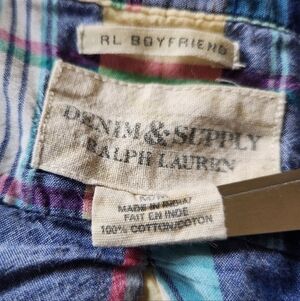 RL BOYFRIEND
DENIM & SUPPLY
RALPH LAUREN
MADE IN INDIA/
FAIT EN INDE
100% COTTON/COTON